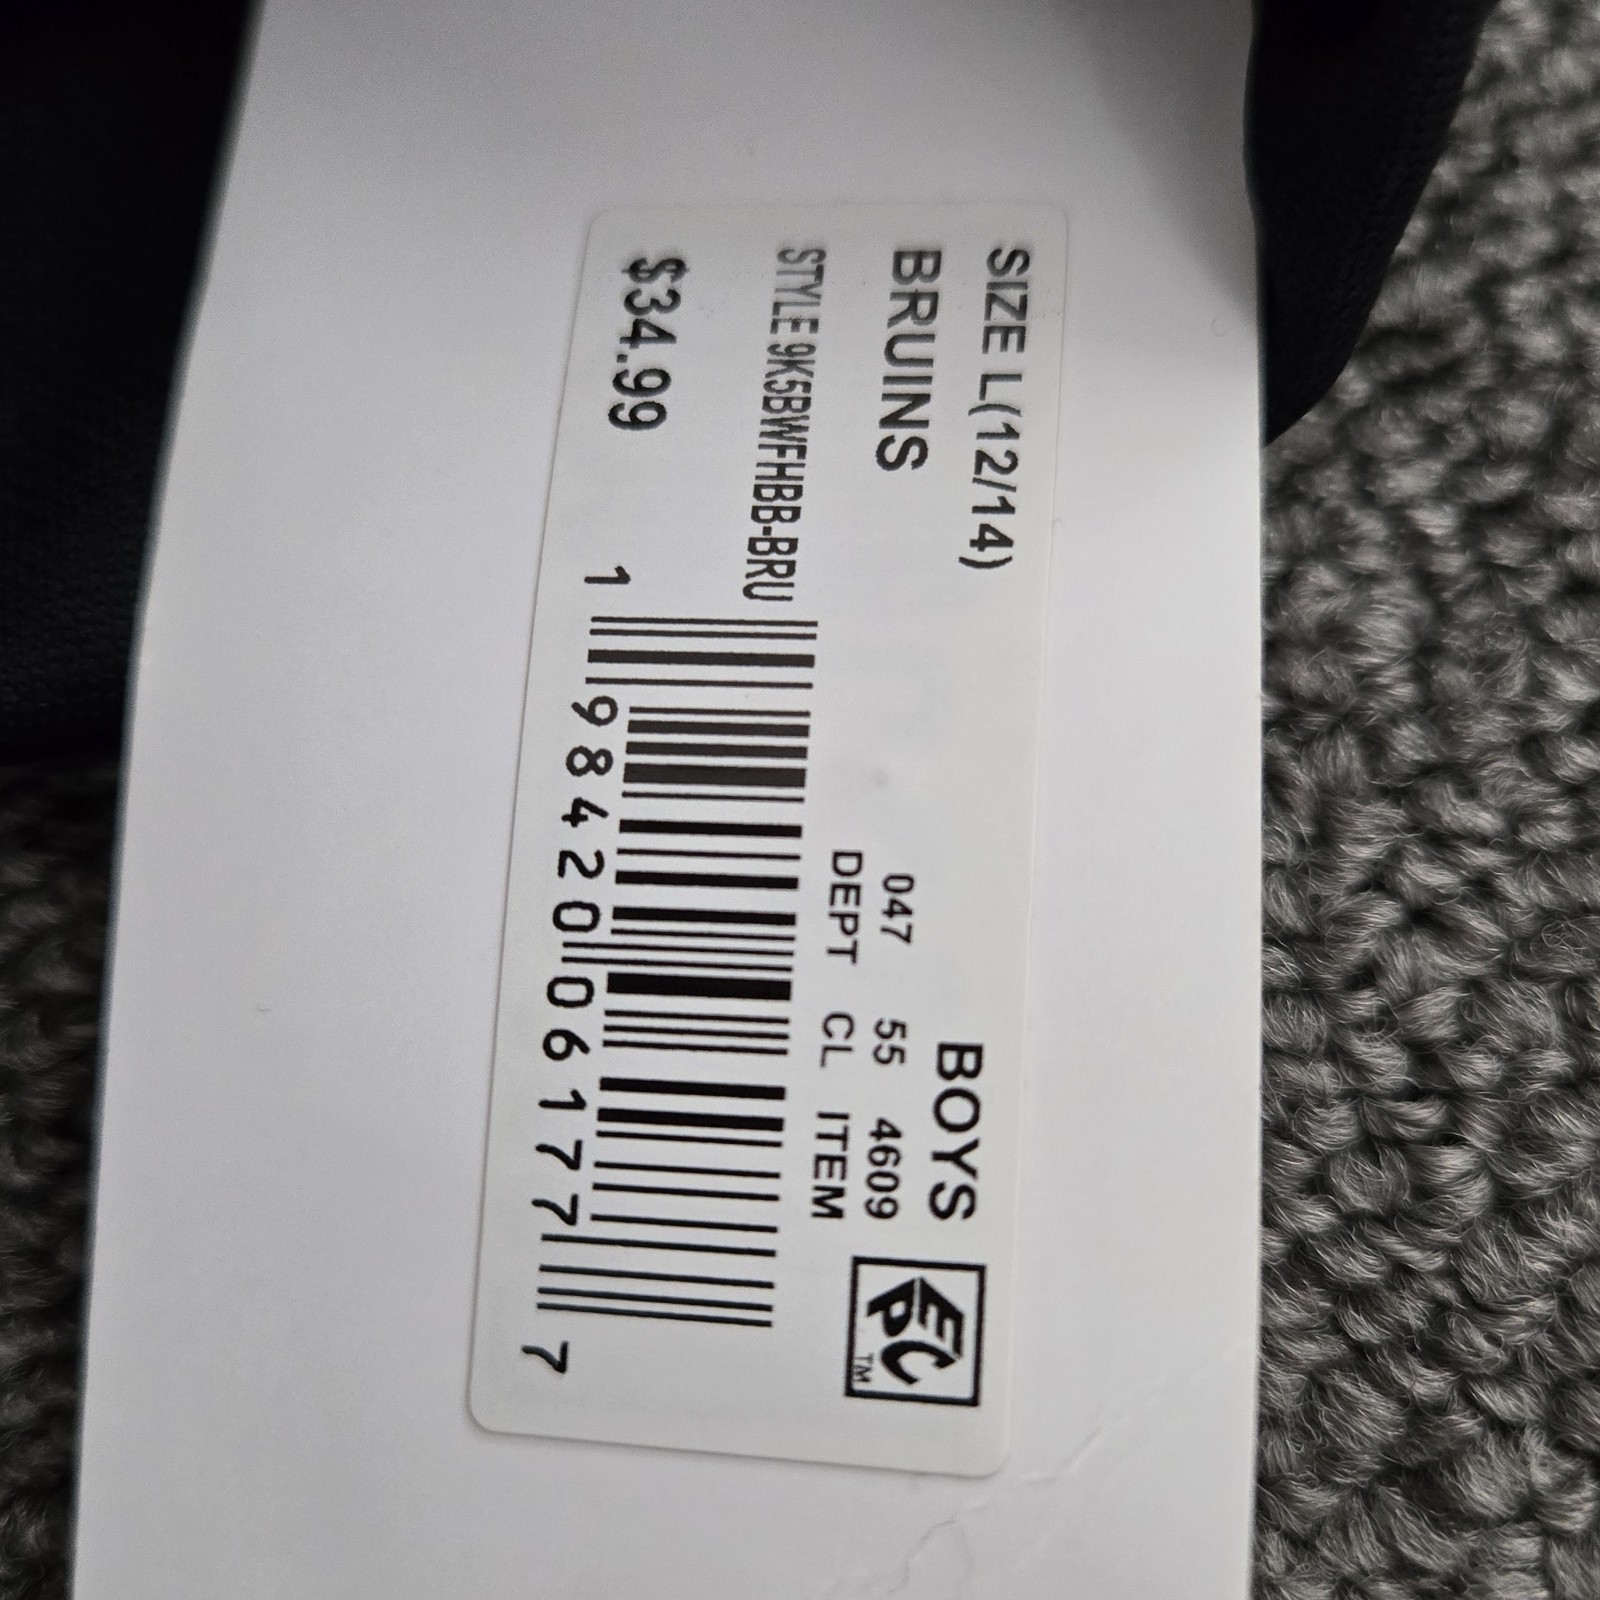 SIZE L(12/14)
BRUINS
BOYS
EPC™
047 55 4609
DEPT CL ITEM
STYLE 9K5BWFHBB-BRU
$34.99
1 98420 06177 7